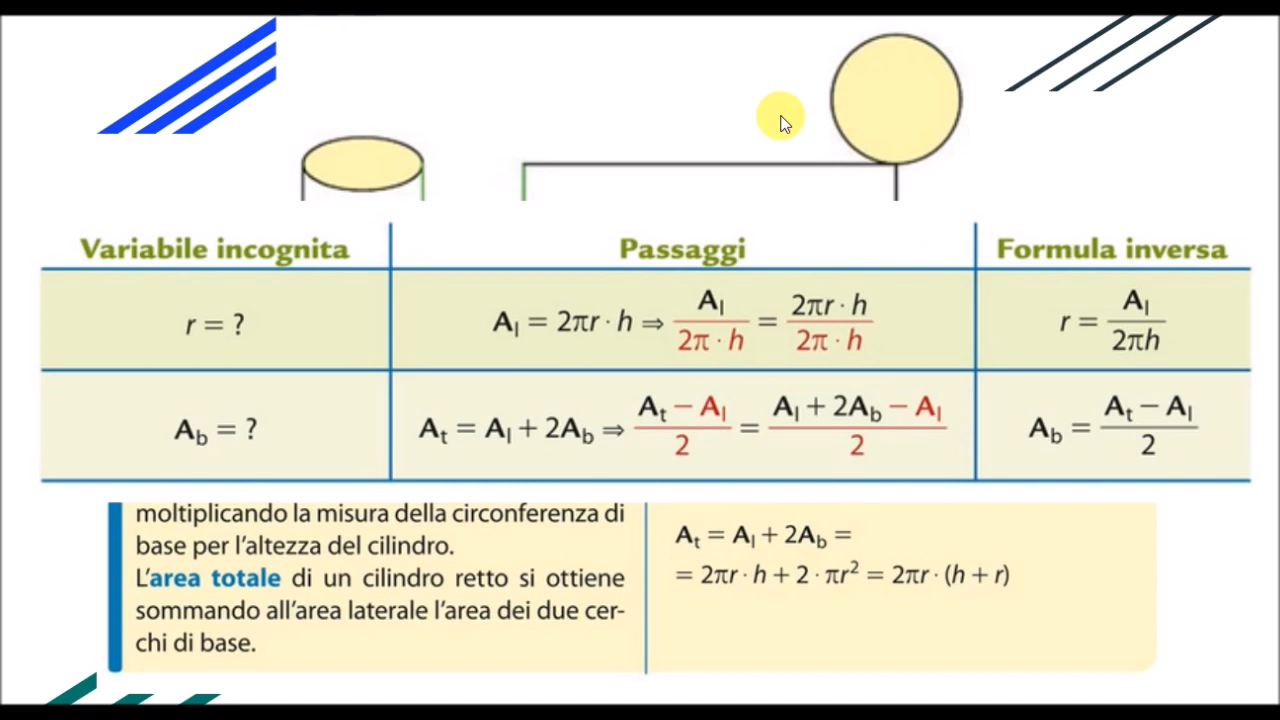 Variabile incognita Passaggi Formula inversa
r = ? Aₗ = 2πr · h ⇒ Aₗ / 2π · h = 2πr · h / 2π · h r = Aₗ / 2πh
A_b = ? Aₜ = Aₗ + 2A_b ⇒ Aₜ − Aₗ / 2 = Aₗ + 2A_b − Aₗ / 2 A_b = Aₜ − Aₗ / 2
moltiplicando la misura della circonferenza di
base per l'altezza del cilindro.
L'area totale di un cilindro retto si ottiene
sommando all'area laterale l'area dei due cer-
chi di base.
Aₜ = Aₗ + 2A_b =
= 2πr · h + 2 · πr² = 2πr · (h + r)